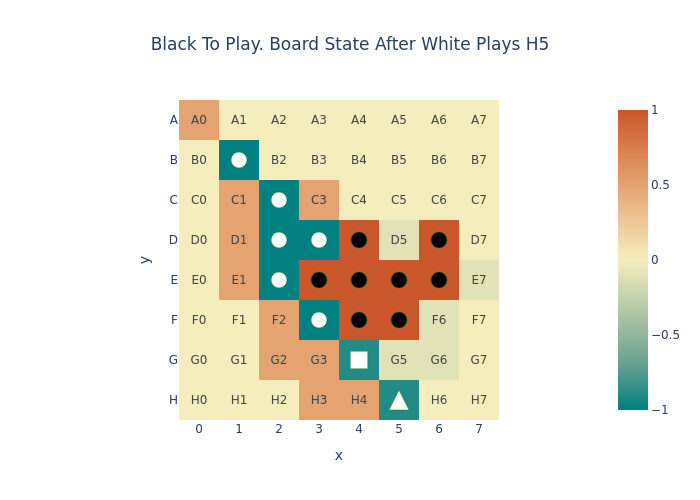 Black To Play. Board State After White Plays H5
A A0 A1 A2 A3 A4 A5 A6 A7
B B0 B2 B3 B4 B5 B6 B7
C C0 C1 C3 C4 C5 C6 C7
D D0 D1 D5 D7
E E0 E1 E7
F F0 F1 F2 F6 F7
G G0 G1 G2 G3 G5 G6 G7
H H0 H1 H2 H3 H4 H6 H7
0 1 2 3 4 5 6 7
x
y
1
0.5
0
−0.5
−1